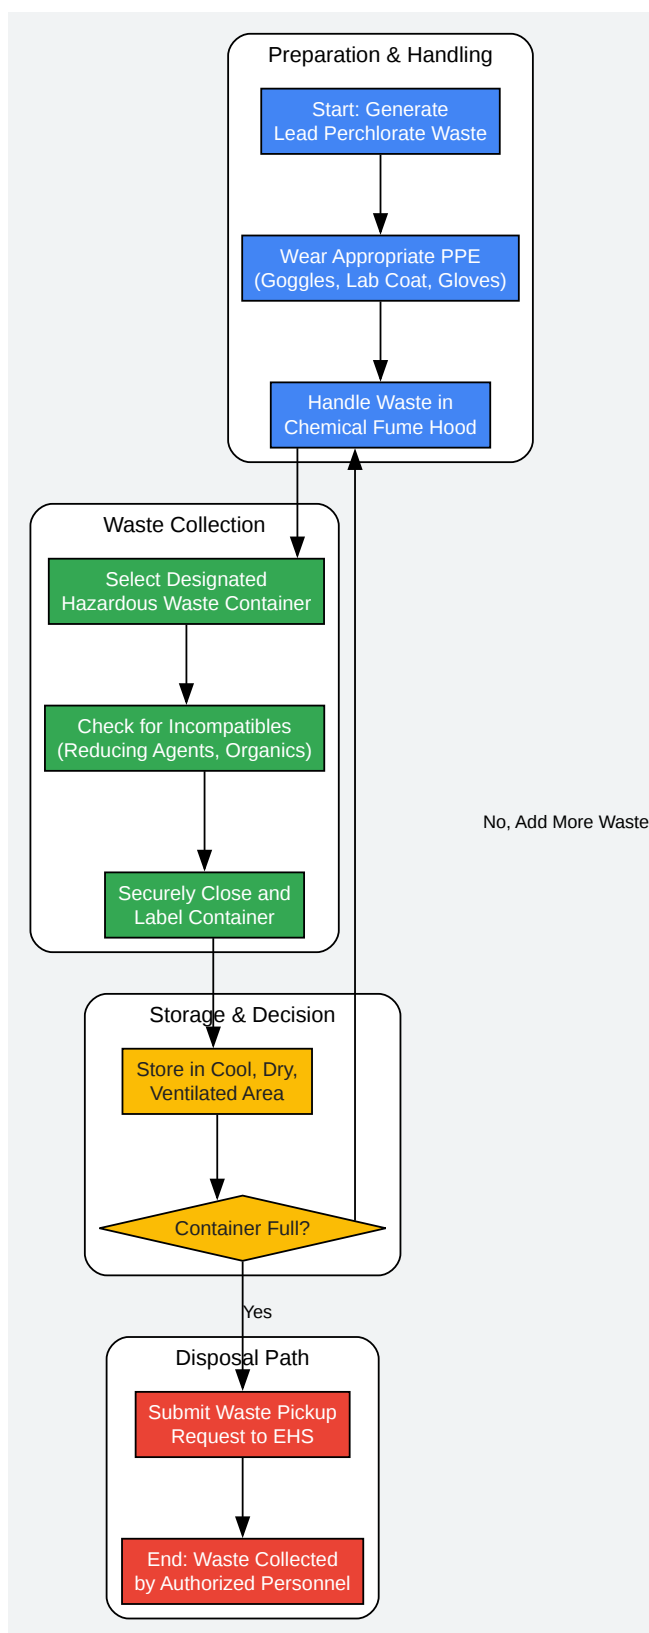 Preparation & Handling
Start: Generate
Lead Perchlorate Waste
Wear Appropriate PPE
(Goggles, Lab Coat, Gloves)
Handle Waste in
Chemical Fume Hood
Waste Collection
Select Designated
Hazardous Waste Container
Check for Incompatibles
(Reducing Agents, Organics)
No, Add More Waste
Securely Close and
Label Container
Storage & Decision
Store in Cool, Dry,
Ventilated Area
Container Full?
Yes
Disposal Path
Submit Waste Pickup
Request to EHS
End: Waste Collected
by Authorized Personnel